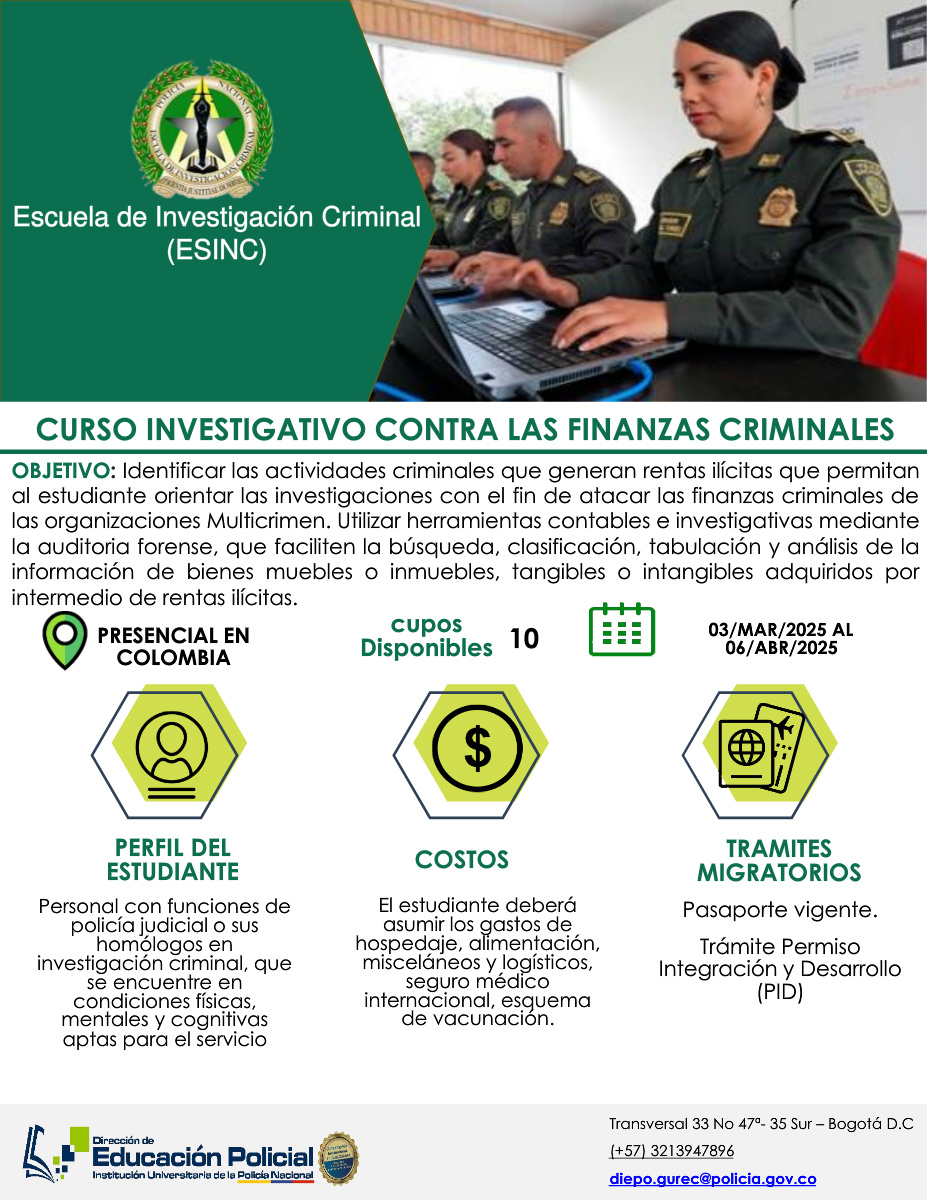 POLICÍA NACIONAL
ESCUELA DE INVESTIGACIÓN CRIMINAL
Escuela de Investigación Criminal
(ESINC)
CURSO INVESTIGATIVO CONTRA LAS FINANZAS CRIMINALES
OBJETIVO: Identificar las actividades criminales que generan rentas ilícitas que permitan
al estudiante orientar las investigaciones con el fin de atacar las finanzas criminales de
las organizaciones Multicrimen. Utilizar herramientas contables e investigativas mediante
la auditoria forense, que faciliten la búsqueda, clasificación, tabulación y análisis de la
información de bienes muebles o inmuebles, tangibles o intangibles adquiridos por
intermedio de rentas ilícitas.
PRESENCIAL EN
COLOMBIA
cupos
Disponibles 10
03/MAR/2025 AL
06/ABR/2025
$
PERFIL DEL
ESTUDIANTE
Personal con funciones de
policía judicial o sus
homólogos en
investigación criminal, que
se encuentre en
condiciones físicas,
mentales y cognitivas
aptas para el servicio
COSTOS
El estudiante deberá
asumir los gastos de
hospedaje, alimentación,
misceláneos y logísticos,
seguro médico
internacional, esquema
de vacunación.
TRAMITES
MIGRATORIOS
Pasaporte vigente.
Trámite Permiso
Integración y Desarrollo
(PID)
Dirección de
Educación Policial
Institución Universitaria de la Policía Nacional
Transversal 33 No 47ª- 35 Sur – Bogotá D.C
(+57) 3213947896
diepo.gurec@policia.gov.co